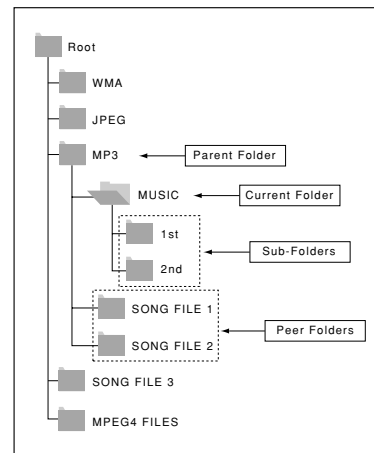 Root
WMA
JPEG
MP3
Parent Folder
MUSIC
Current Folder
1st
Sub-Folders
2nd
SONG FILE 1
Peer Folders
SONG FILE 2
SONG FILE 3
MPEG4 FILES